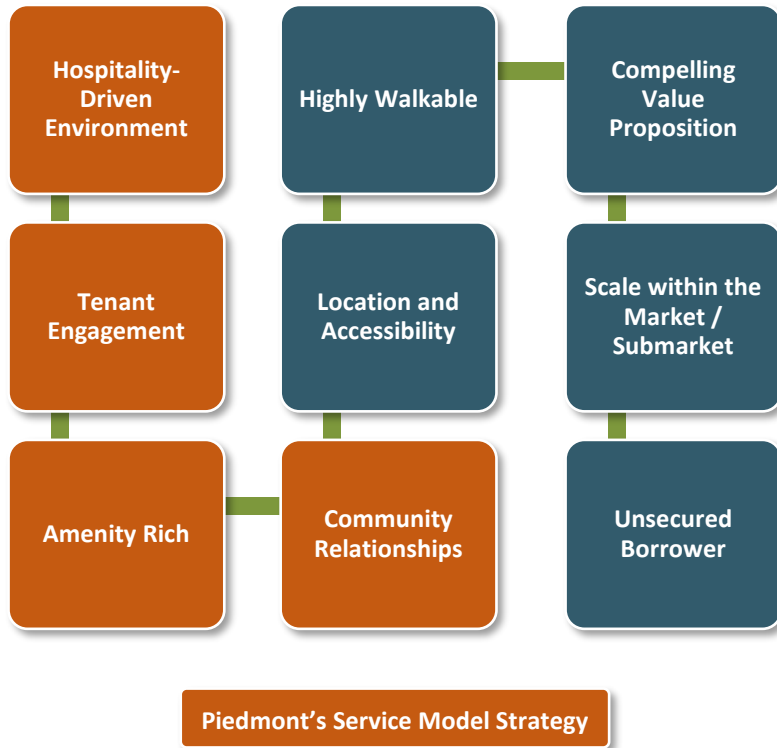 Hospitality-
Driven
Environment
Tenant
Engagement
Amenity Rich
Community
Relationships
Location and
Accessibility
Highly Walkable
Compelling
Value
Proposition
Scale within the
Market /
Submarket
Unsecured
Borrower
Piedmont’s Service Model Strategy